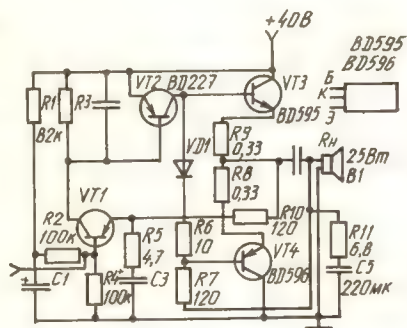 +40В
BD595
BD596
Б
К
Э
VT2 BD227
VT3
BD595
R1
82к
R3
R9
0,33
VD1
R8
0,33
Rн
25Вт
В1
VT1
R2
100к
R5
4,7
R6
10
R10
120
VT4
BD596
R11
6,8
C1
R4*
100к
C3
R7
120
C5
220мк
+